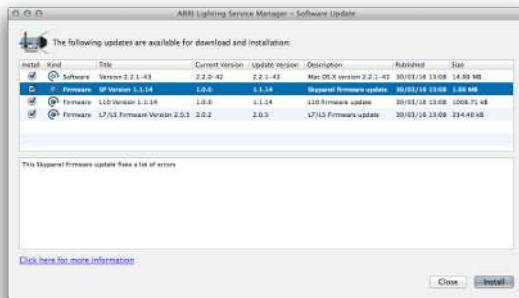 ARRI Lighting Service Manager - Software Update
The following updates are available for download and installation:
Install Kind Title Current Version Update Version Description Published Size
Software Version 2.2.1-43 2.2.0-42 2.2.1-43 Mac OS X version 2.2.1-43 30/03/16 13:08 14.90 MB
Firmware SP Version 1.1.14 1.0.0 1.1.14 Skypanel firmware update 30/03/16 13:08 1.68 MB
Firmware L10 Version 1.1.14 1.0.0 1.1.14 L10 firmware update 30/03/16 13:08 1008.71 kB
Firmware L7/L5 Firmware Version 2.0.5 2.0.2 2.0.5 L7/L5 Firmware update 30/03/16 13:08 234.40 kB
This Skypanel firmware update fixes a lot of errors
Click here for more information
Close Install